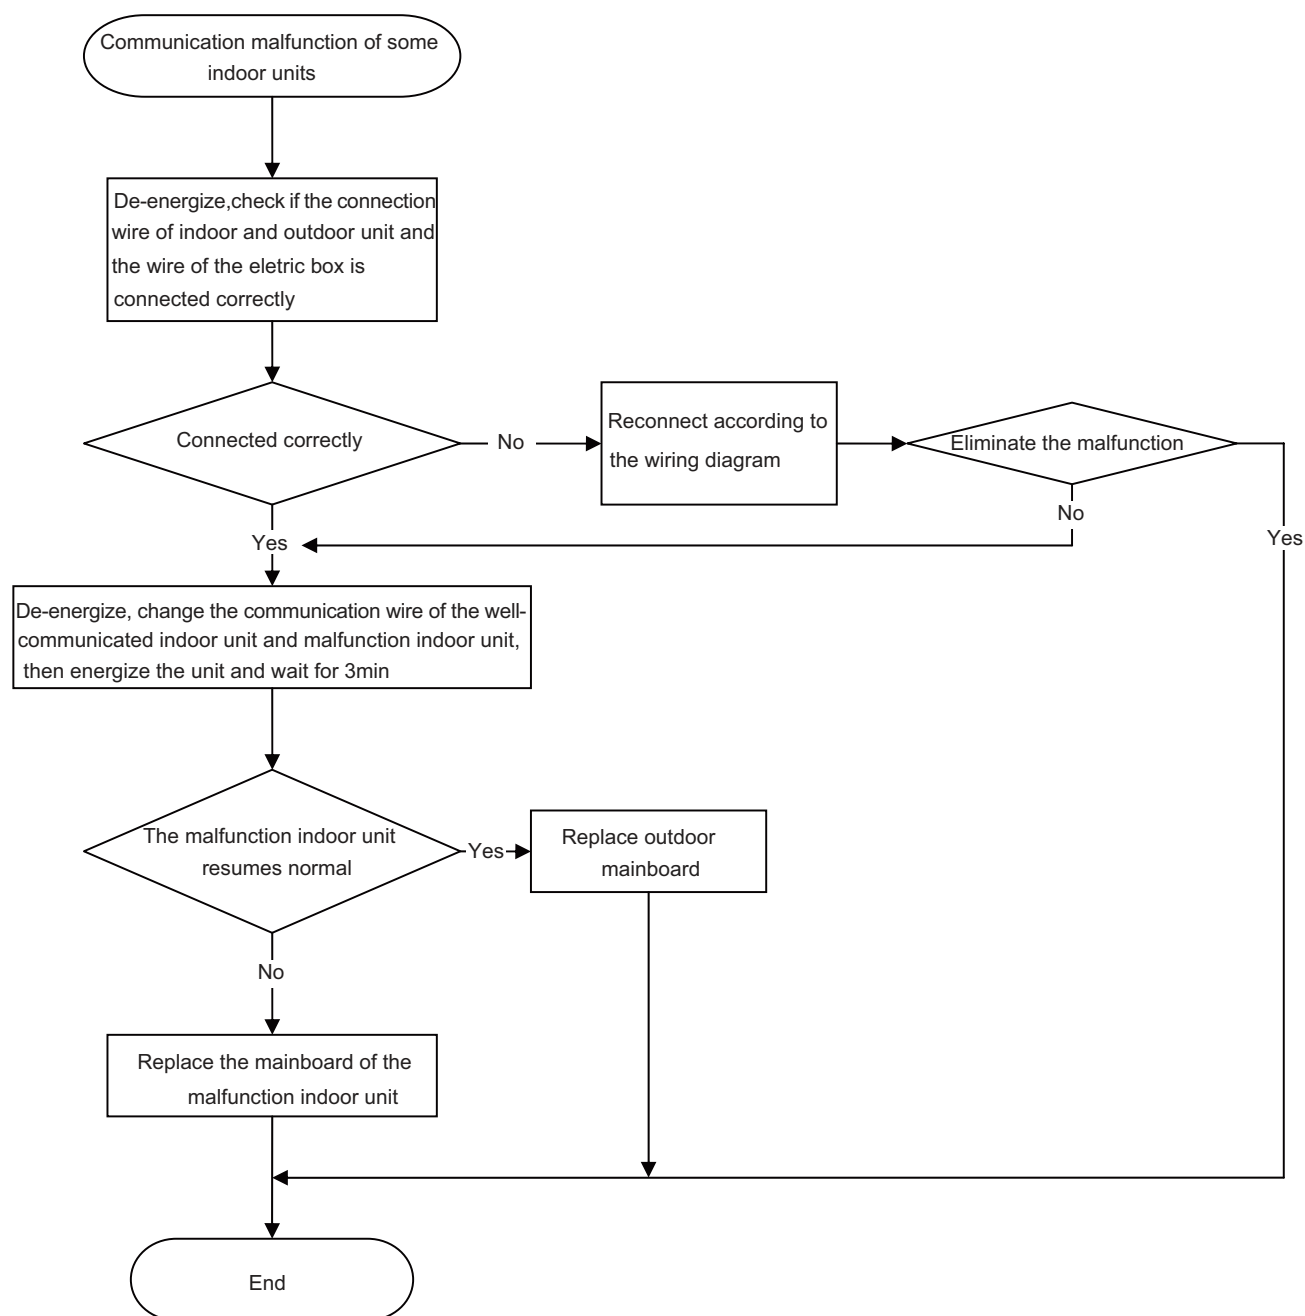 Communication malfunction of some
indoor units
De-energize,check if the connection
wire of indoor and outdoor unit and
the wire of the eletric box is
connected correctly
Connected correctly
No
Reconnect according to
the wiring diagram
Eliminate the malfunction
No
Yes
Yes
De-energize, change the communication wire of the well-
communicated indoor unit and malfunction indoor unit,
then energize the unit and wait for 3min
The malfunction indoor unit
resumes normal
Yes
Replace outdoor
mainboard
No
Replace the mainboard of the
malfunction indoor unit
End